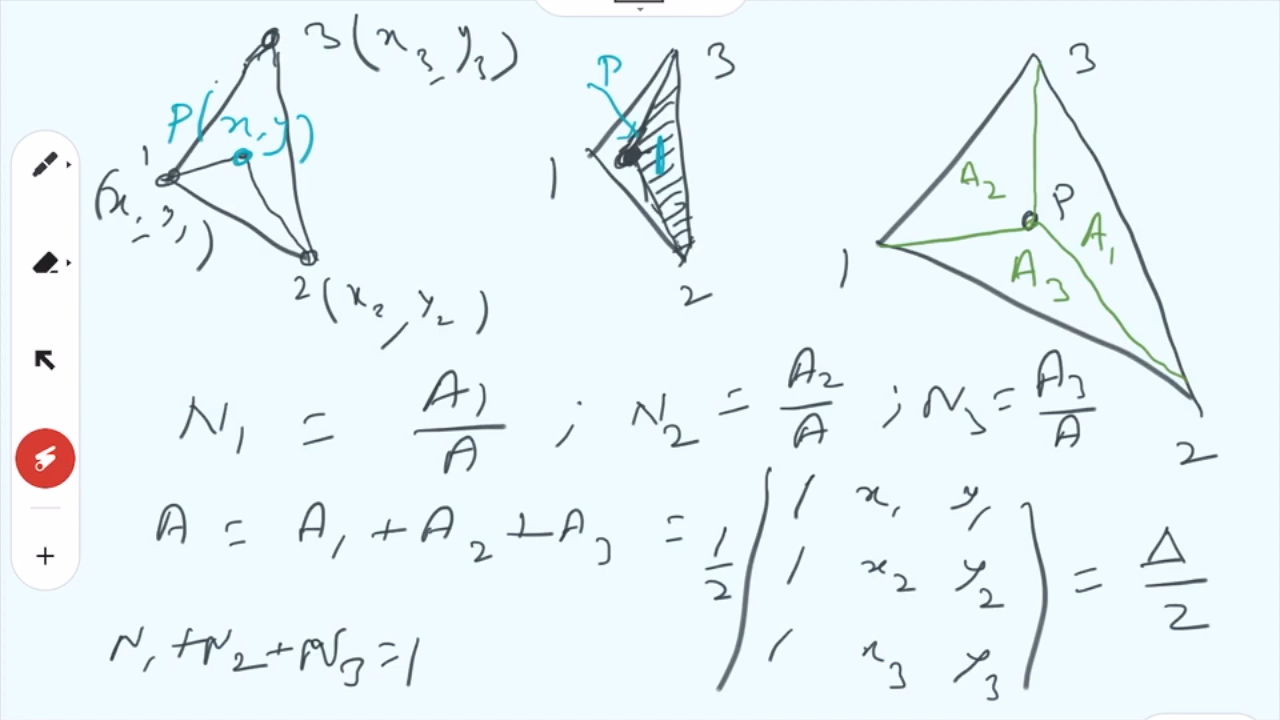 3 (x₃, y₃)
P(x, y)
1
(x₁, y₁)
2 (x₂, y₂)
P
3
1
2
3
A₂
P
A₁
1
A₃
2
N₁ = A₁/A ; N₂ = A₂/A ; N₃ = A₃/A
A = A₁ + A₂ + A₃ = 1/2 | 1 x₁ y₁
1 x₂ y₂
1 x₃ y₃ | = Δ/2
N₁ + N₂ + N₃ = 1